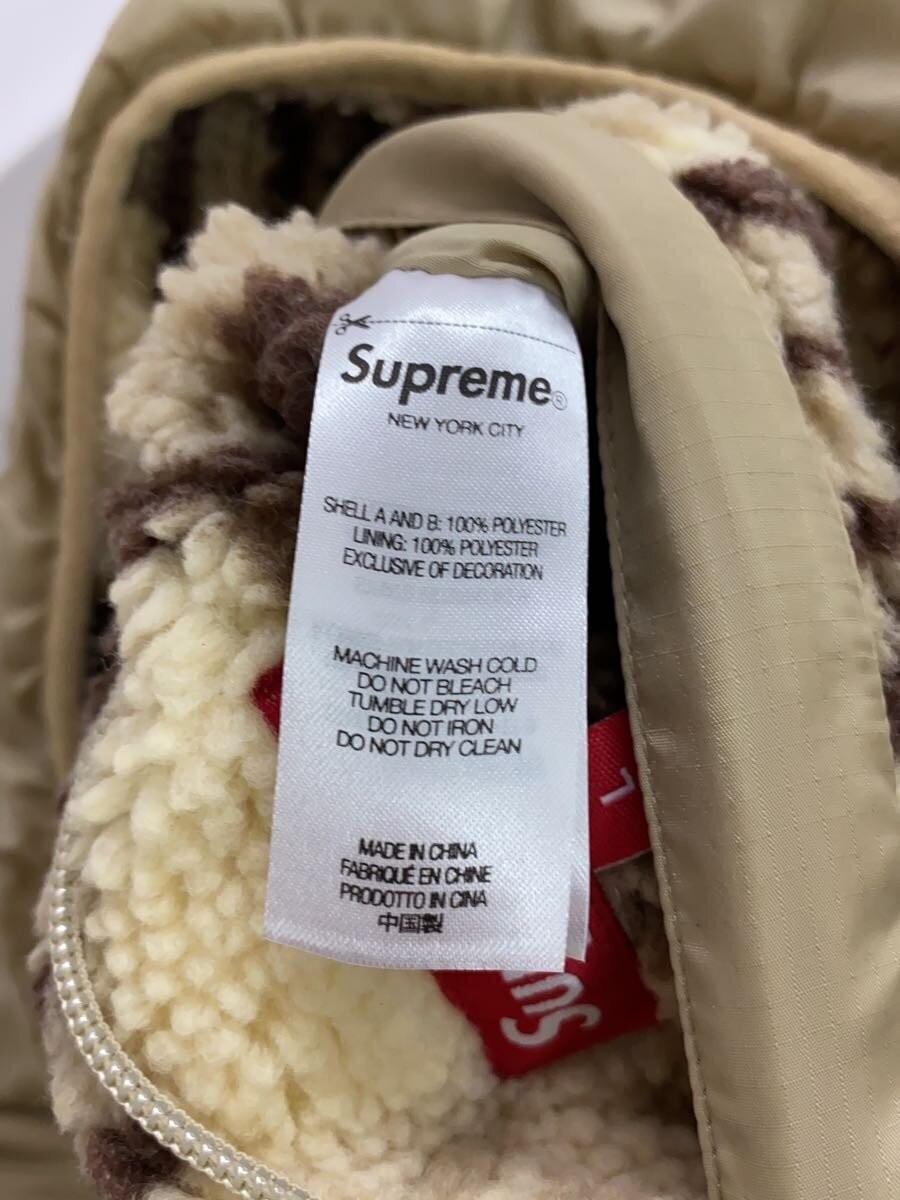 Supreme®
NEW YORK CITY
SHELL A AND B: 100% POLYESTER
LINING: 100% POLYESTER
EXCLUSIVE OF DECORATION
MACHINE WASH COLD
DO NOT BLEACH
TUMBLE DRY LOW
DO NOT IRON
DO NOT DRY CLEAN
MADE IN CHINA
FABRIQUÉ EN CHINE
PRODOTTO IN CINA
中国製
L
Su